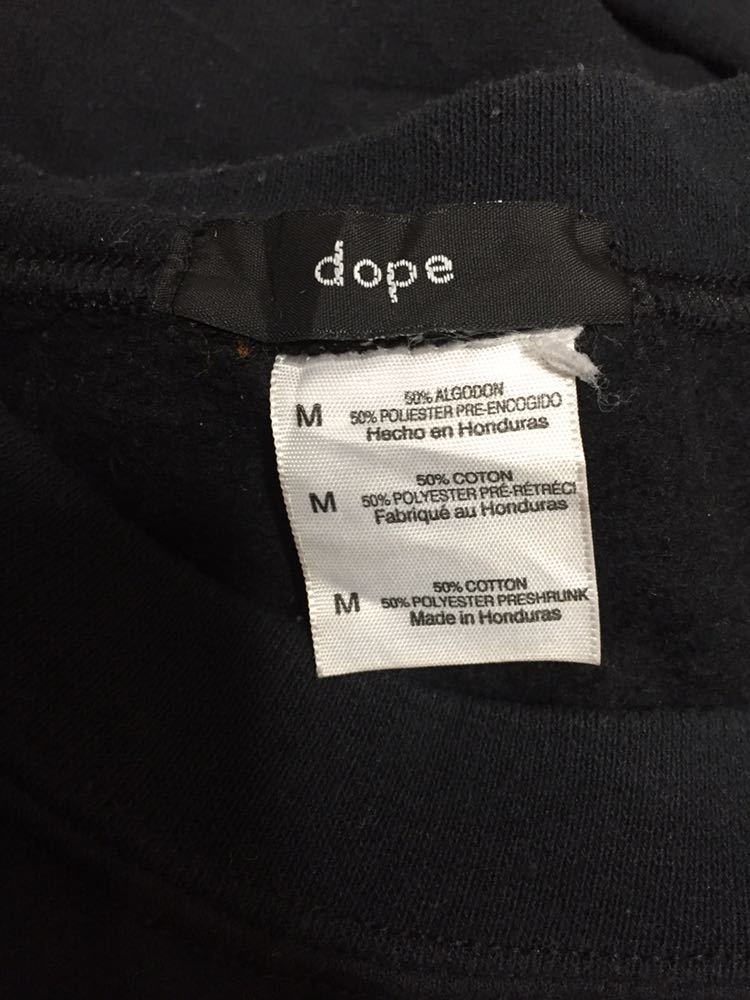 dope
M
50% ALGODON
50% POLIESTER PRE-ENCOGIDO
Hecho en Honduras
M
50% COTON
50% POLYESTER PRÉ-RÉTRÉCI
Fabriqué au Honduras
M
50% COTTON
50% POLYESTER PRESHRUNK
Made in Honduras